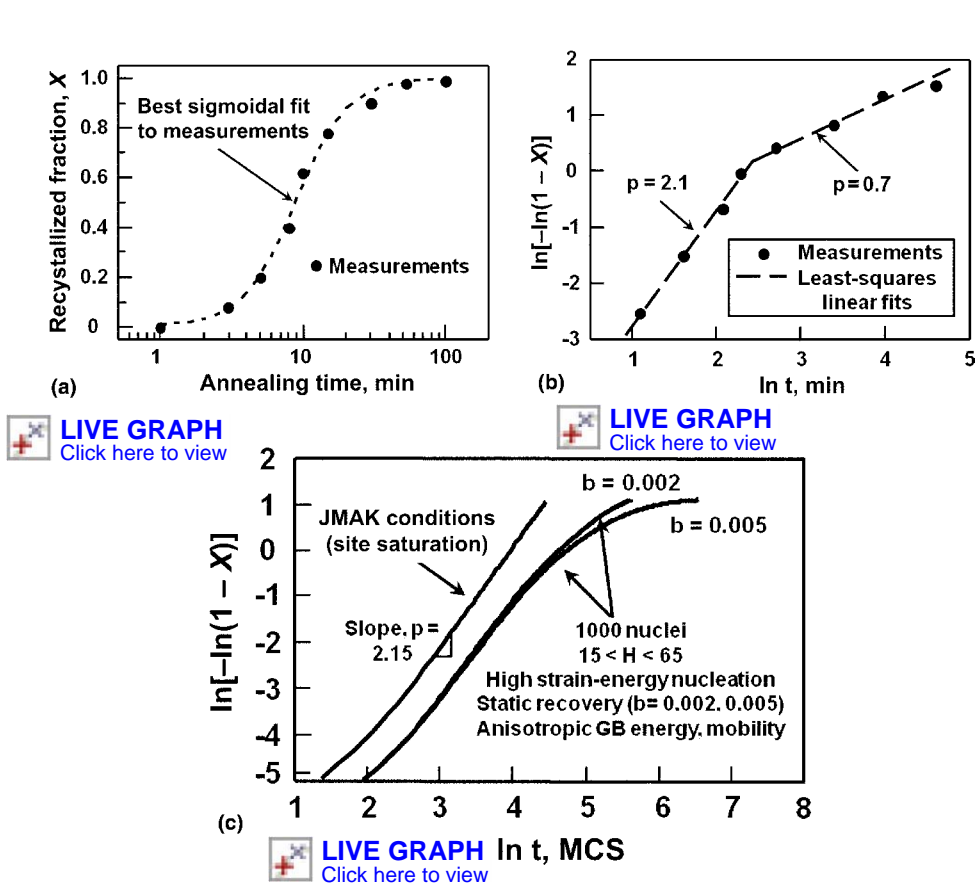 Recystallized fraction, X
1.0
0.8
0.6
0.4
0.2
0
Best sigmoidal fit
to measurements
Measurements
1
10
100
Annealing time, min
(a)
ln[–ln(1 – X)]
2
1
0
-1
-2
-3
p = 2.1
p=0.7
Measurements
Least-squares
linear fits
1
2
3
4
5
ln t, min
(b)
LIVE GRAPH
Click here to view
LIVE GRAPH
Click here to view
ln[–ln(1 – X)]
2
1
0
-1
-2
-3
-4
-5
b = 0.002
b = 0.005
JMAK conditions
(site saturation)
Slope. p =
2.15
1000 nuclei
15 < H < 65
High strain-energy nucleation
Static recovery (b= 0.002. 0.005)
Anisotropic GB energy, mobility
1
2
3
4
5
6
7
8
(c)
ln t, MCS
LIVE GRAPH
Click here to view